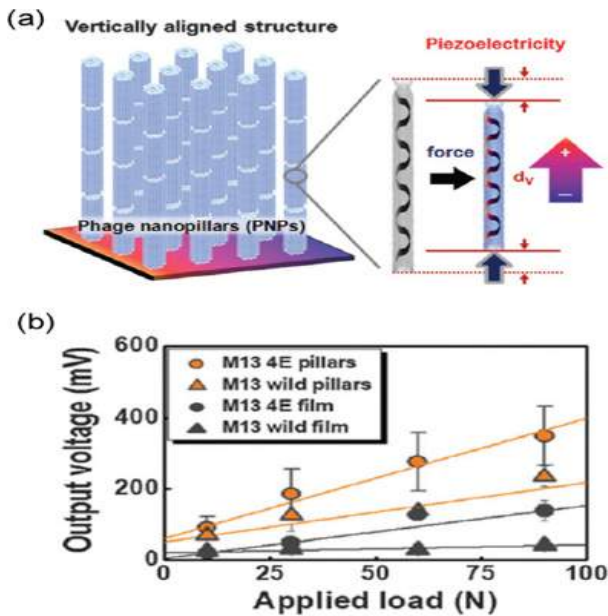 (a)
Vertically aligned structure
Piezoelectricity
force
dv
+
−
Phage nanopillars (PNPs)
(b)
600
400
200
0
Output voltage (mV)
M13 4E pillars
M13 wild pillars
M13 4E film
M13 wild film
0 25 50 75 100
Applied load (N)